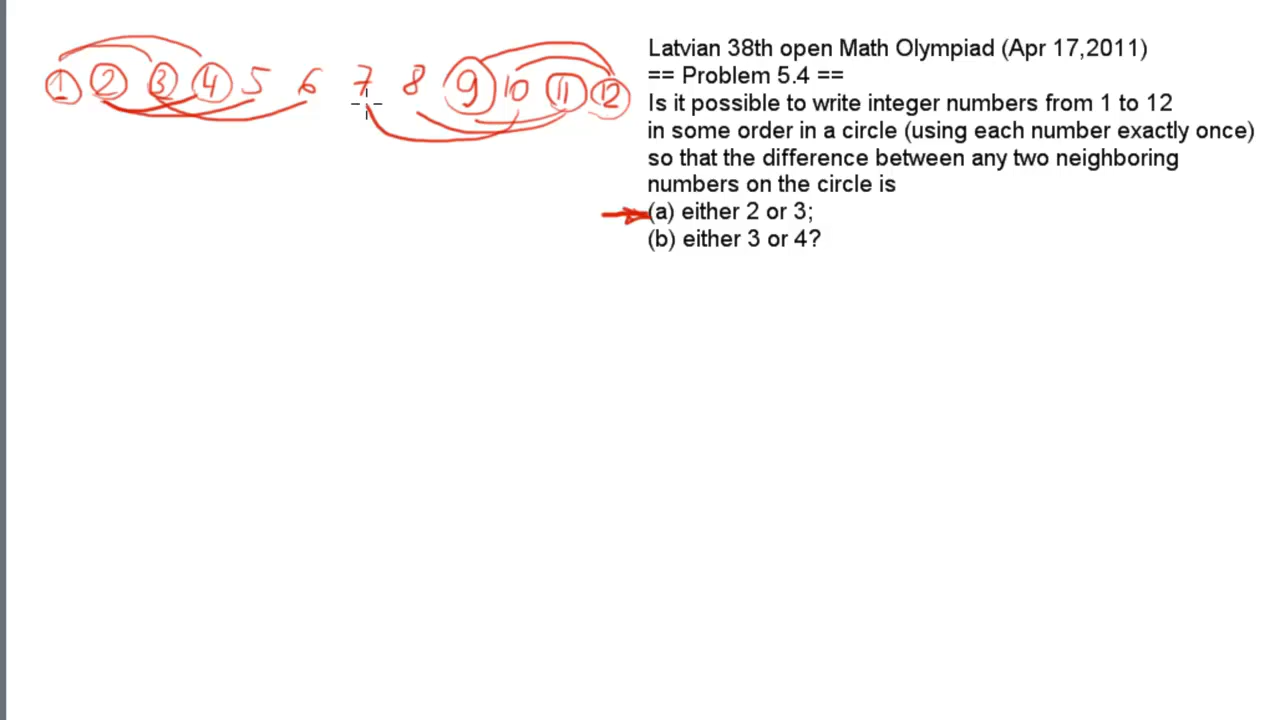 1 2 3 4 5 6 7 8 9 10 11 12
Latvian 38th open Math Olympiad (Apr 17,2011)
== Problem 5.4 ==
Is it possible to write integer numbers from 1 to 12
in some order in a circle (using each number exactly once)
so that the difference between any two neighboring
numbers on the circle is
(a) either 2 or 3;
(b) either 3 or 4?